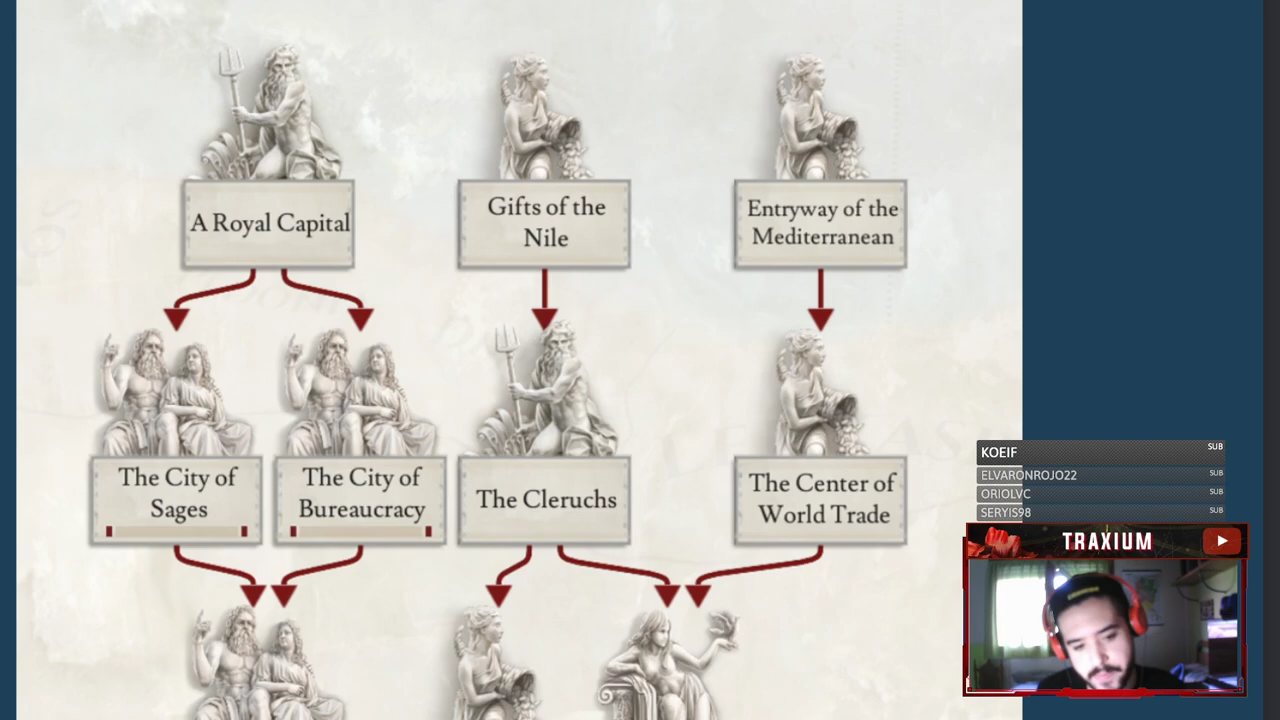 A Royal Capital
Gifts of the
Nile
Entryway of the
Mediterranean
The City of
Sages
The City of
Bureaucracy
The Cleruchs
The Center of
World Trade
KOEIF SUB
ELVARONROJO22 SUB
ORIOLVC SUB
SERYIS98 SUB
TRAXIUM